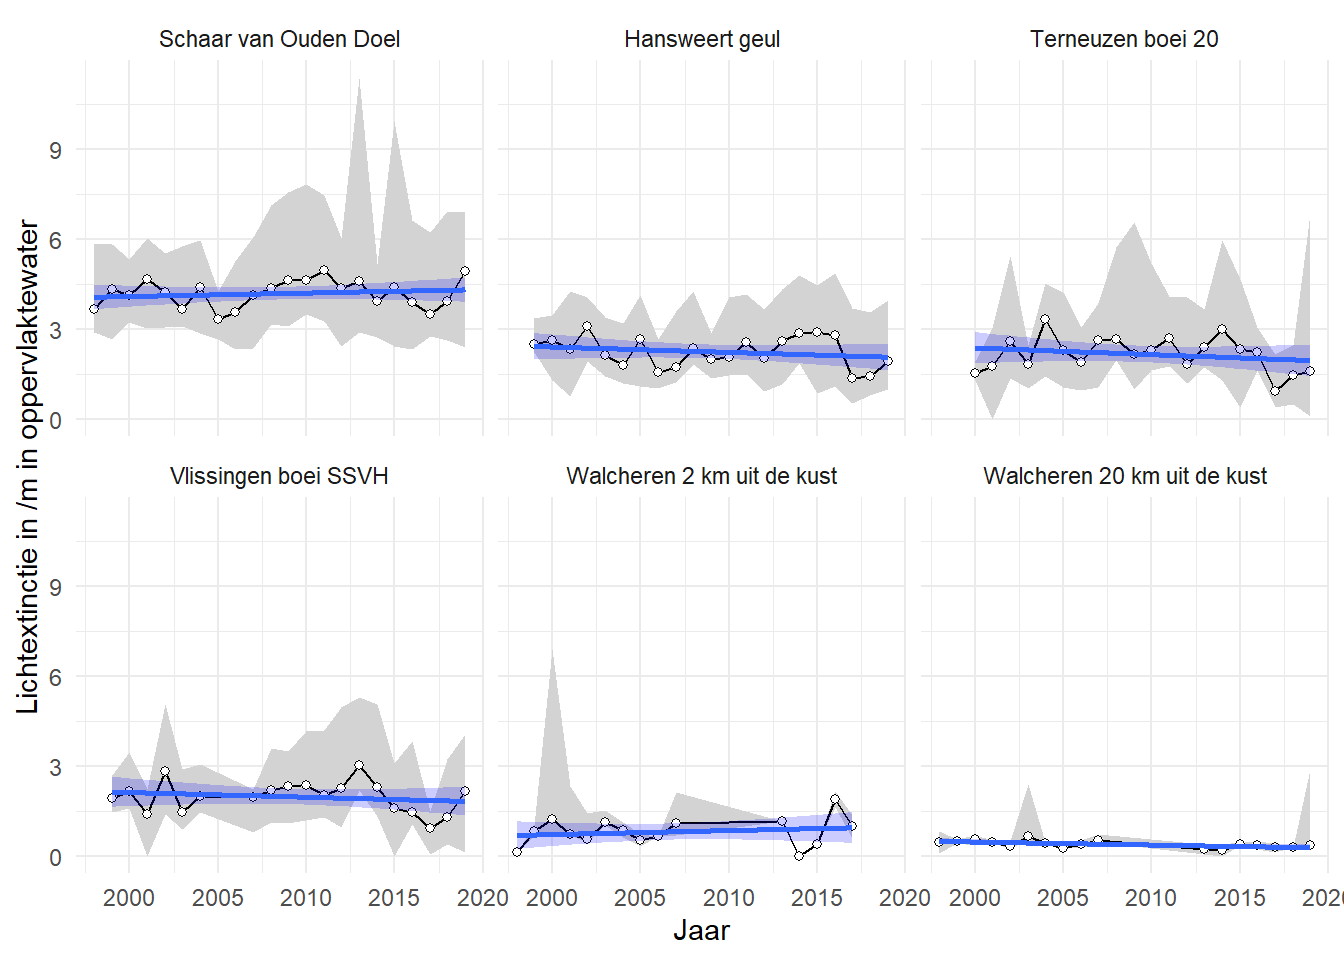 Schaar van Ouden Doel
Hansweert geul
Terneuzen boei 20
9
6
3
0
Vlissingen boei SSVH
Walcheren 2 km uit de kust
Walcheren 20 km uit de kust
9
6
3
0
2000 2005 2010 2015 2020
2000 2005 2010 2015 2020
2000 2005 2010 2015 2020
Jaar
Lichtextinctie in /m in oppervlaktewater